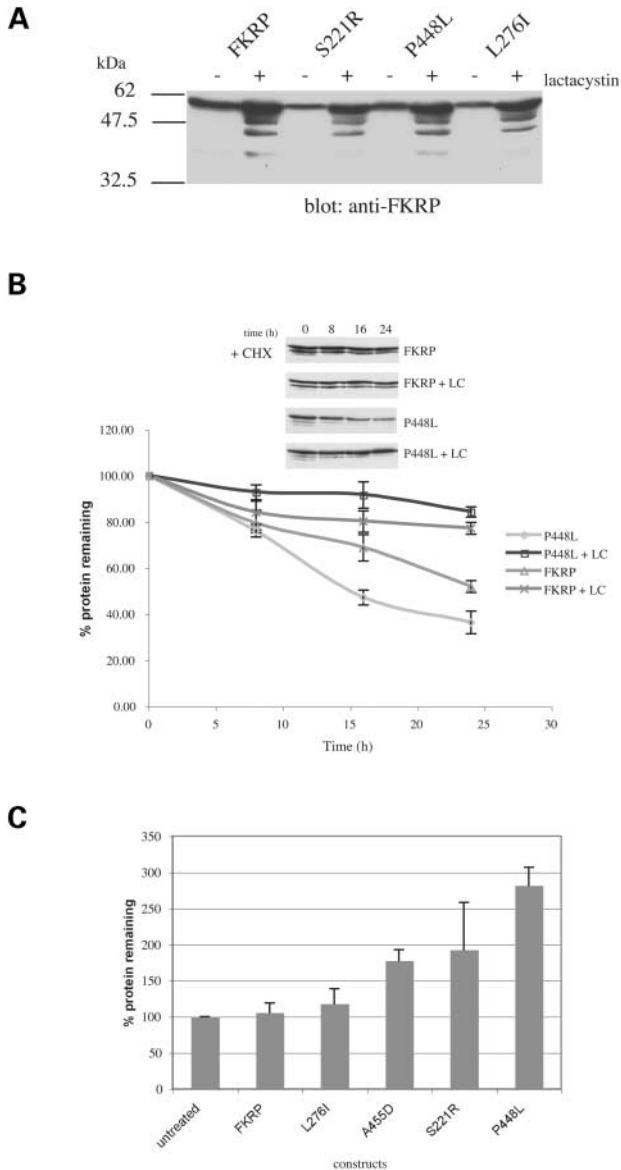 A
FKRP S221R P448L L276I
kDa - + - + - + - + lactacystin
62
47.5
32.5
blot: anti-FKRP
B
time (h) 0 8 16 24
+ CHX FKRP
FKRP + LC
P448L
P448L + LC
120.00
100.00
80.00
60.00
40.00
20.00
0.00
% protein remaining
0 5 10 15 20 25 30
Time (h)
P448L
P448L + LC
FKRP
FKRP + LC
C
350
300
250
200
150
100
50
0
% protein remaining
untreated FKRP L276I A455D S221R P448L
constructs